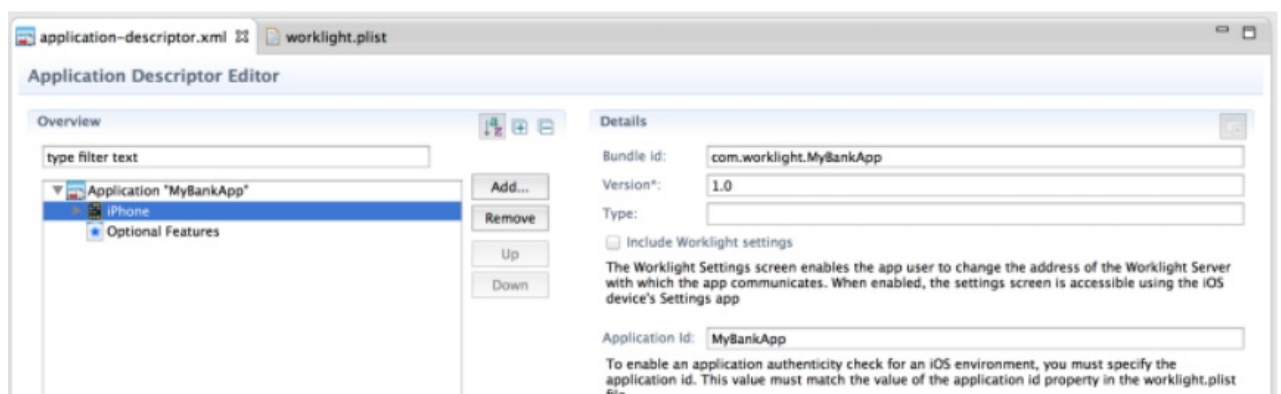 application-descriptor.xml
worklight.plist
Application Descriptor Editor
Overview
type filter text
Application "MyBankApp"
iPhone
Optional Features
Add...
Remove
Up
Down
Details
Bundle id: com.worklight.MyBankApp
Version*: 1.0
Type:
Include Worklight settings
The Worklight Settings screen enables the app user to change the address of the Worklight Server
with which the app communicates. When enabled, the settings screen is accessible using the iOS
device's Settings app
Application Id: MyBankApp
To enable an application authenticity check for an iOS environment, you must specify the
application id. This value must match the value of the application id property in the worklight.plist